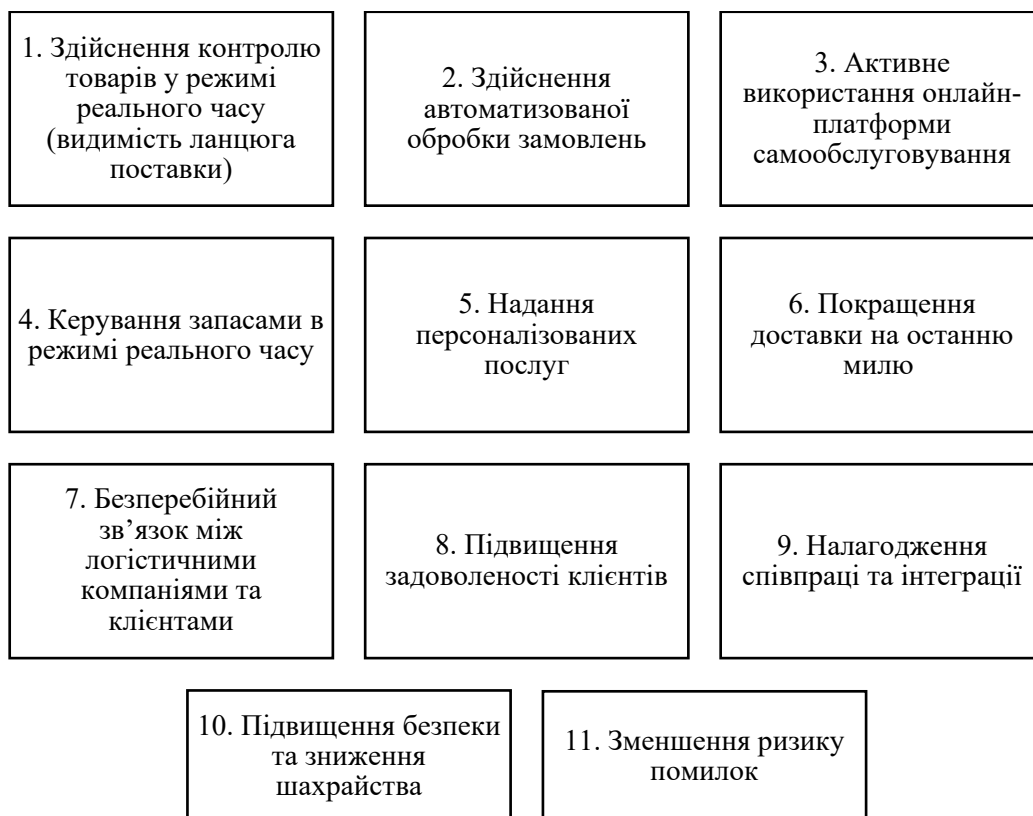 1. Здійснення контролю
товарів у режимі
реального часу
(видимість ланцюга
поставки)
2. Здійснення
автоматизованої
обробки замовлень
3. Активне
використання онлайн-
платформи
самообслуговування
4. Керування запасами в
режимі реального часу
5. Надання
персоналізованих
послуг
6. Покращення
доставки на останню
милю
7. Безперебійний
зв’язок між
логістичними
компаніями та
клієнтами
8. Підвищення
задоволеності клієнтів
9. Налагодження
співпраці та інтеграції
10. Підвищення безпеки
та зниження
шахрайства
11. Зменшення ризику
помилок